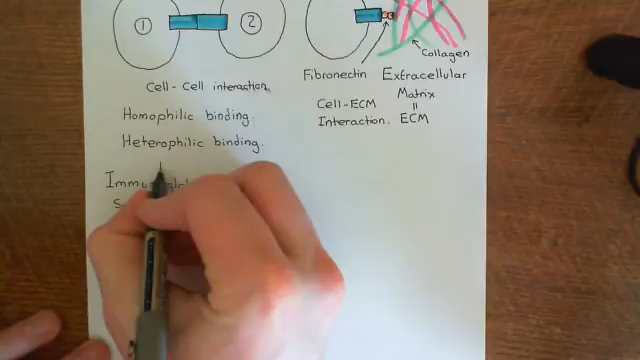 1
2
Collagen
Fibronectin
Extracellular
Matrix
=
ECM
Cell-Cell interaction.
Cell-ECM
Interaction.
Homophilic binding.
Heterophilic binding.